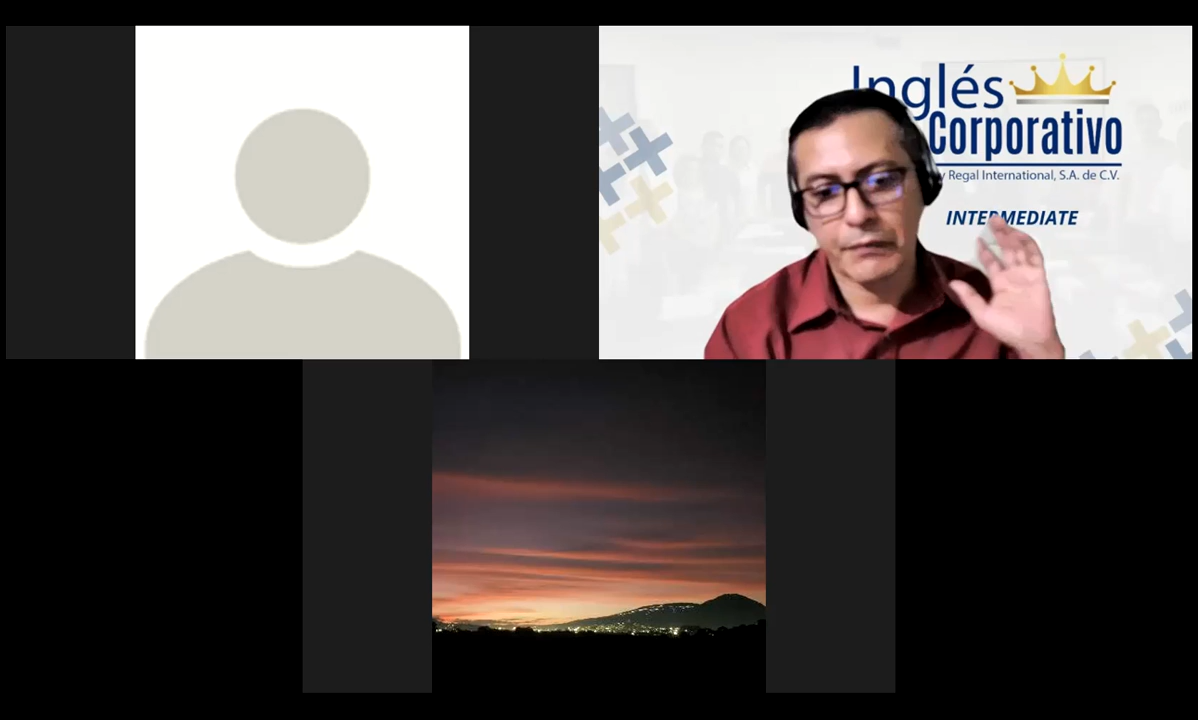 Inglés
Corporativo
y Regal International, S.A. de C.V.
INTERMEDIATE